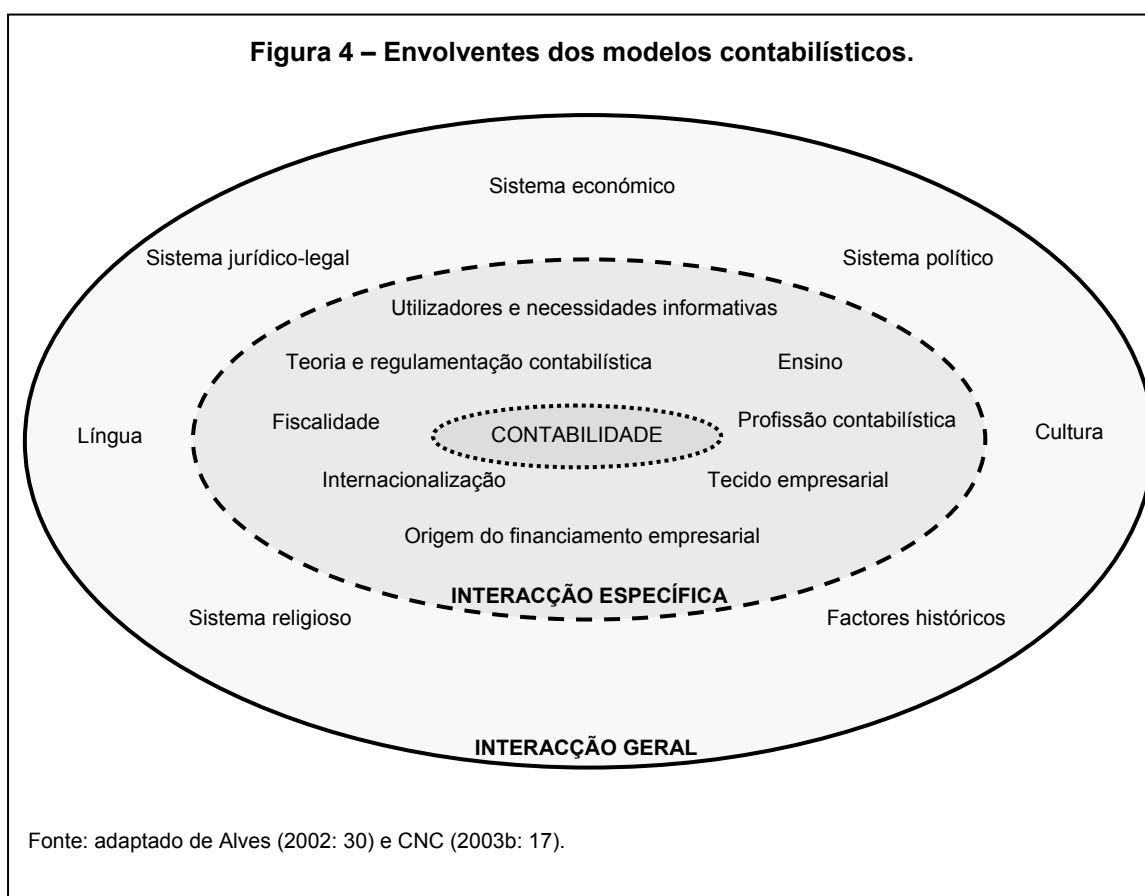 Figura 4 – Envolventes dos modelos contabilísticos.
Sistema económico
Sistema jurídico-legal
Sistema político
Utilizadores e necessidades informativas
Teoria e regulamentação contabilística
Ensino
Fiscalidade
Profissão contabilística
Língua
CONTABILIDADE
Cultura
Internacionalização
Tecido empresarial
Origem do financiamento empresarial
INTERACÇÃO ESPECÍFICA
Sistema religioso
Factores históricos
INTERACÇÃO GERAL
Fonte: adaptado de Alves (2002: 30) e CNC (2003b: 17).